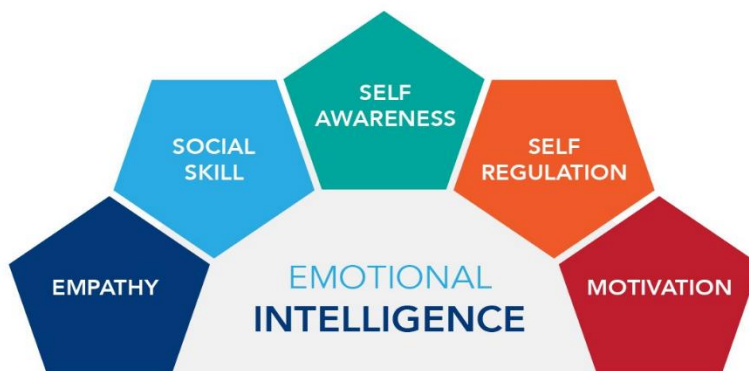 SELF
AWARENESS
SOCIAL
SKILL
SELF
REGULATION
EMPATHY
EMOTIONAL
INTELLIGENCE
MOTIVATION